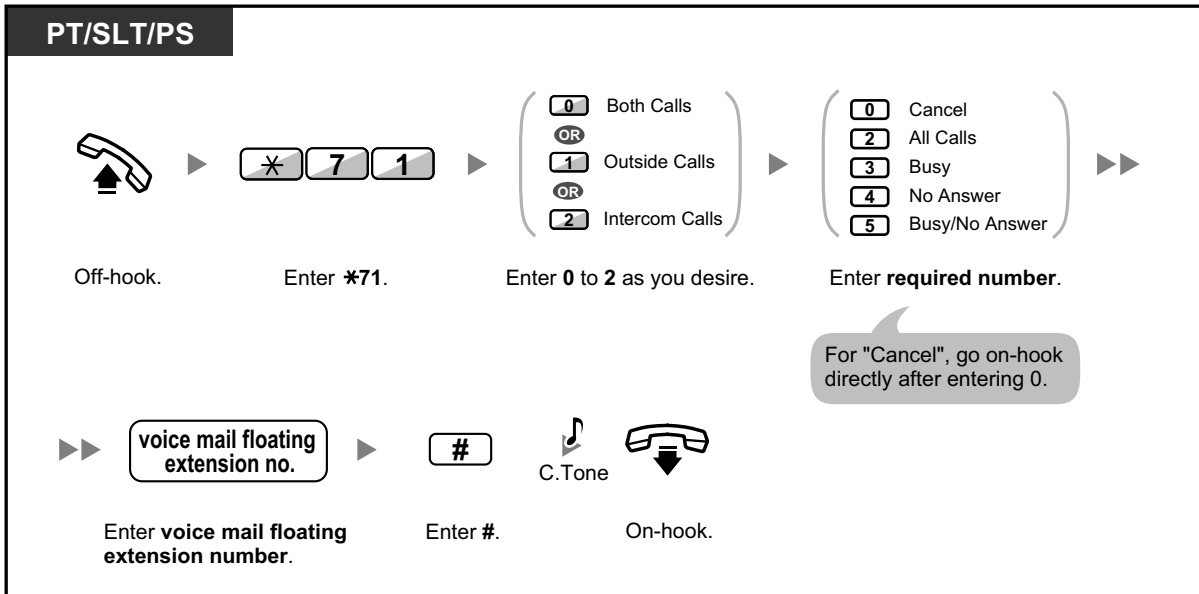 PT/SLT/PS
0 Both Calls
OR
1 Outside Calls
OR
2 Intercom Calls
0 Cancel
2 All Calls
3 Busy
4 No Answer
5 Busy/No Answer
* 7 1
Off-hook.
Enter *71.
Enter 0 to 2 as you desire.
Enter required number.
For "Cancel", go on-hook
directly after entering 0.
voice mail floating
extension no.
#
C.Tone
Enter voice mail floating
extension number.
Enter #.
On-hook.